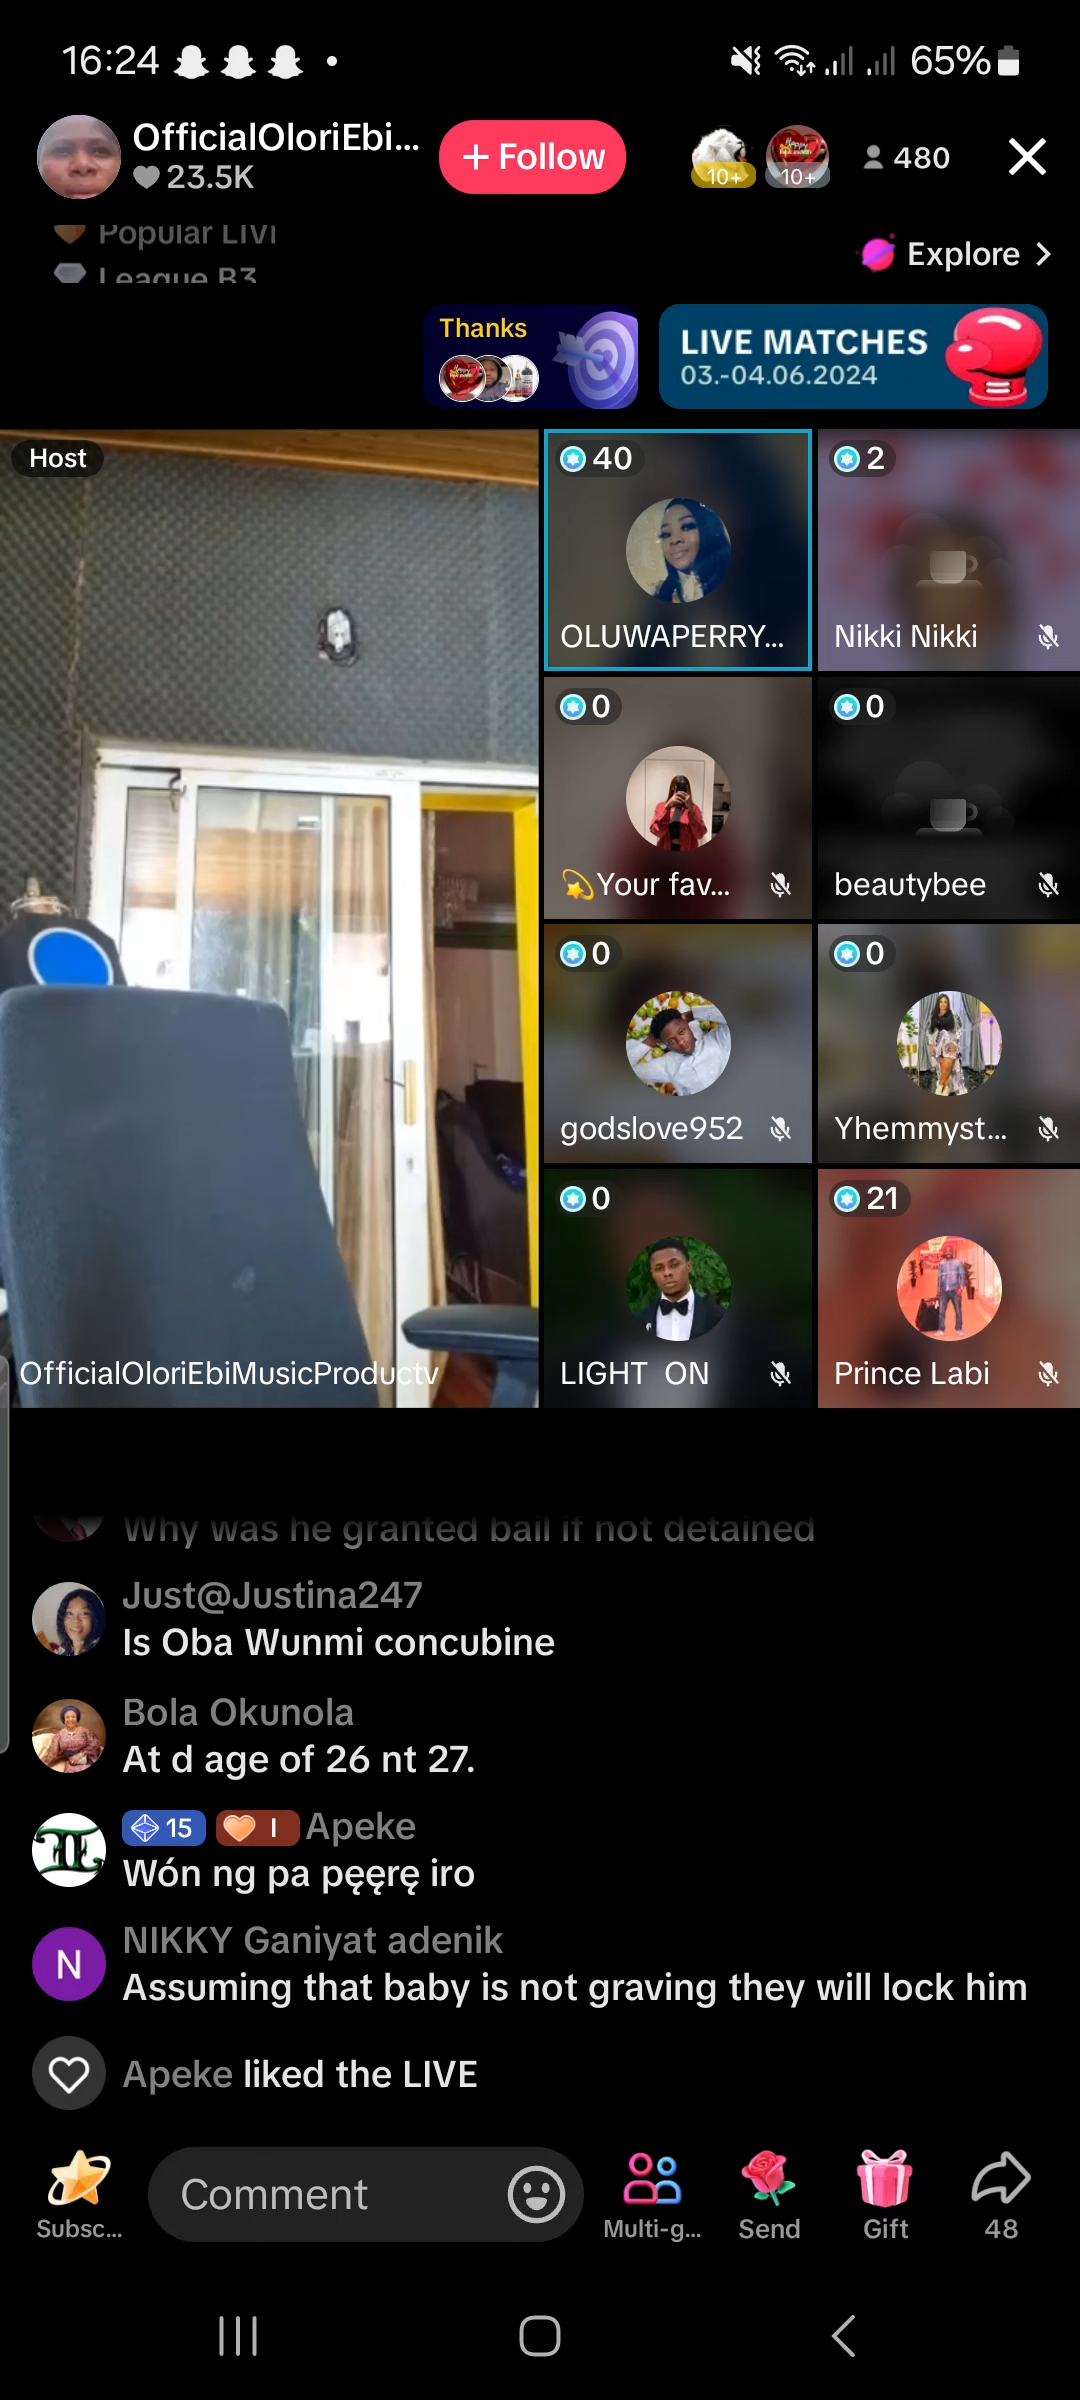 16:24
65%
OfficialOloriEbi...
23.5K
+ Follow
10+
10+
480
Popular LIVI
League B3
Explore >
Thanks
LIVE MATCHES
03.-04.06.2024
Host
40
OLUWAPERRY...
2
Nikki Nikki
0
💫Your fav...
0
beautybee
0
godslove952
0
Yhemmyst...
0
LIGHT ON
21
Prince Labi
OfficialOloriEbiMusicProductv
Why was he granted bail if not detained
Just@Justina247
Is Oba Wunmi concubine
Bola Okunola
At d age of 26 nt 27.
15 I Apeke
Wón ng pa pẹẹrẹ iro
NIKKY Ganiyat adenik
Assuming that baby is not graving they will lock him
Apeke liked the LIVE
Comment
Subsc...
Multi-g...
Send
Gift
48
N